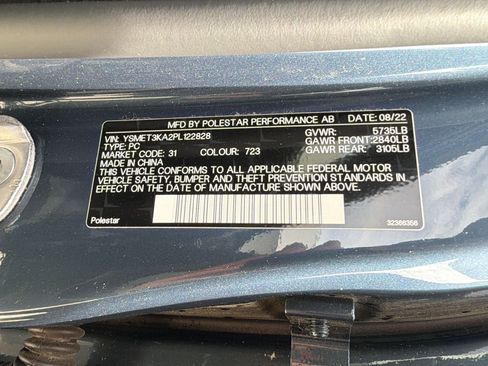 MFD BY POLESTAR PERFORMANCE AB DATE: 08/22
VIN: YSMET3KA2PL122828 GVWR: 5735LB
TYPE: PC GAWR FRONT: 2840LB
MARKET CODE: 31 COLOUR: 723 GAWR REAR: 3106LB
MADE IN CHINA
THIS VEHICLE CONFORMS TO ALL APPLICABLE FEDERAL MOTOR
VEHICLE SAFETY, BUMPER AND THEFT PREVENTION STANDARDS IN
EFFECT ON THE DATE OF MANUFACTURE SHOWN ABOVE.
Polestar 32386356